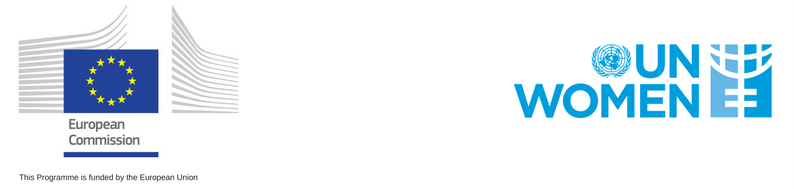 European
Commission
UN
WOMEN
This Programme is funded by the European Union